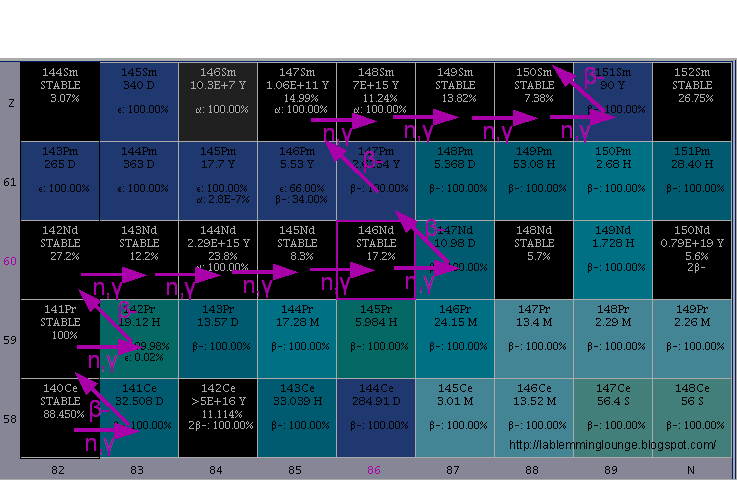 144Sm
STABLE
3.07%
145Sm
340 D
ϵ: 100.00%
146Sm
10.3E+7 Y
α: 100.00%
147Sm
1.06E+11 Y
14.99%
α: 100.00%
148Sm
7E+15 Y
11.24%
α: 100.00%
149Sm
STABLE
13.82%
150Sm
STABLE
7.38%
151Sm
90 Y
β-: 100.00%
152Sm
STABLE
26.75%
β-
n,γ
n,γ
n,γ
n,γ
Z
143Pm
265 D
ϵ: 100.00%
144Pm
363 D
ϵ: 100.00%
145Pm
17.7 Y
ϵ: 100.00%
α: 2.8E-7%
146Pm
5.53 Y
ϵ: 66.00%
β-: 34.00%
147Pm
β-: 100.00%
148Pm
5.368 D
β-: 100.00%
149Pm
53.08 H
β-: 100.00%
150Pm
2.68 H
β-: 100.00%
151Pm
28.40 H
β-: 100.00%
β-
61
142Nd
STABLE
27.2%
143Nd
STABLE
12.2%
144Nd
2.29E+15 Y
23.8%
α: 100.00%
145Nd
STABLE
8.3%
146Nd
STABLE
17.2%
147Nd
10.98 D
β-: 100.00%
148Nd
STABLE
5.7%
149Nd
1.728 H
β-: 100.00%
150Nd
0.79E+19 Y
5.6%
2β-
β-
60
n,γ
n,γ
n,γ
n,γ
n,γ
141Pr
STABLE
100%
142Pr
19.12 H
β-: 99.98%
ϵ: 0.02%
143Pr
13.57 D
β-: 100.00%
144Pr
17.28 M
β-: 100.00%
145Pr
5.984 H
β-: 100.00%
146Pr
24.15 M
β-: 100.00%
147Pr
13.4 M
β-: 100.00%
148Pr
2.29 M
β-: 100.00%
149Pr
2.26 M
β-: 100.00%
β-
59
n,γ
140Ce
STABLE
88.450%
141Ce
32.508 D
β-: 100.00%
142Ce
>5E+16 Y
11.114%
2β-: 100.00%
143Ce
33.039 H
β-: 100.00%
144Ce
284.91 D
β-: 100.00%
145Ce
3.01 M
β-: 100.00%
146Ce
13.52 M
β-: 100.00%
147Ce
56.4 S
β-: 100.00%
148Ce
56 S
β-: 100.00%
β-
58
n,γ
http://lablemminglounge.blogspot.com/
82 83 84 85 86 87 88 89 N